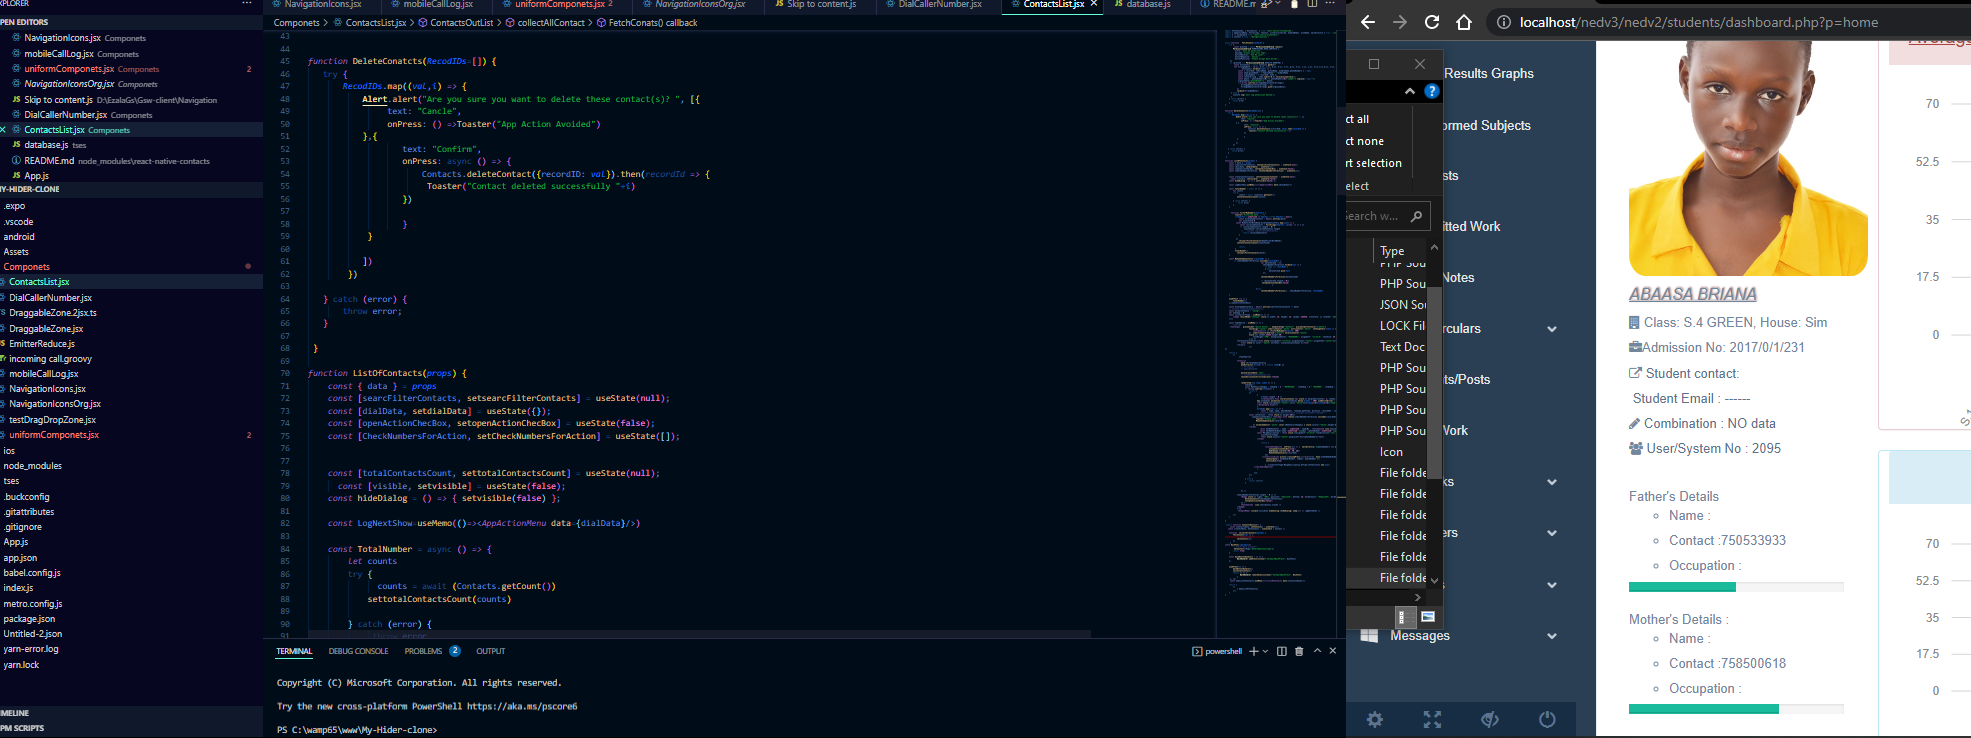 XPLORER
···
NavigationIcons.jsx
mobileCallLog.jsx
uniformComponets.jsx 2
NavigationIconsOrg.jsx
Skip to content.js
DialCallerNumber.jsx
ContactsList.jsx
database.js
README.m
OPEN EDITORS
NavigationIcons.jsx Componets
mobileCallLog.jsx Componets
uniformComponets.jsx Componets 2
NavigationIconsOrg.jsx Componets
Skip to content.js D:\EzalaGs\Gsw-client\Navigation
DialCallerNumber.jsx Componets
ContactsList.jsx Componets
database.js tses
README.md node_modules\react-native-contacts
App.js
MY-HIDER-CLONE
.expo
.vscode
android
Assets
Componets
ContactsList.jsx
DialCallerNumber.jsx
DraggableZone.2jsx.ts
DraggableZone.jsx
EmitterReduce.js
incoming call.groovy
mobileCallLog.jsx
NavigationIcons.jsx
NavigationIconsOrg.jsx
testDragDropZone.jsx
uniformComponets.jsx 2
ios
node_modules
tses
.buckconfig
.gitattributes
.gitignore
App.js
app.json
babel.config.js
index.js
metro.config.js
package.json
Untitled-2.json
yarn-error.log
yarn.lock
IMELINE
PM SCRIPTS
Componets > ContactsList.jsx > ContactsOutList > collectAllContact > FetchConats() callback
43
44
45 function DeleteConatcts(RecodIDs=[]) {
46 try {
47 RecodIDs.map((val,i) => {
48 Alert.alert("Are you sure you want to delete these contact(s)? ", [{
49 text: "Cancle",
50 onPress: () =>Toaster("App Action Avoided")
51 },{
52 text: "Confirm",
53 onPress: async () => {
54 Contacts.deleteContact({recordID: val}).then(recordId => {
55 Toaster("Contact deleted successfully "+i)
56 })
57
58 }
59 }
60
61 ])
62 })
63
64 } catch (error) {
65 throw error;
66 }
67
68 }
69
70 function ListOfContacts(props) {
71 const { data } = props
72 const [searcFilterContacts, setsearcFilterContacts] = useState(null);
73 const [dialData, setdialData] = useState({});
74 const [openActionChecBox, setopenActionChecBox] = useState(false);
75 const [CheckNumbersForAction, setCheckNumbersForAction] = useState([]);
76
77
78 const [totalContactsCount, settotalContactsCount] = useState(null);
79 const [visible, setvisible] = useState(false);
80 const hideDialog = () => { setvisible(false) };
81
82 const LogNextShow=useMemo(()=><AppActionMenu data={dialData}/>)
83
84 const TotalNumber = async () => {
85 let counts
86 try {
87 counts = await (Contacts.getCount())
88 settotalContactsCount(counts)
89
90 } catch (error) {
91 throw error
TERMINAL DEBUG CONSOLE PROBLEMS 2 OUTPUT
powershell
Copyright (C) Microsoft Corporation. All rights reserved.
Try the new cross-platform PowerShell https://aka.ms/pscore6
PS C:\wamp65\www\My-Hider-clone>
localhost/nedv3/nedv2/students/dashboard.php?p=home
Results Graphs
ormed Subjects
sts
itted Work
Notes
rculars
ts/Posts
Work
ks
ers
s
Messages
ct all
ct none
rt selection
elect
Search w...
Type
PHP Sou
PHP Sou
JSON So
LOCK Fil
Text Doc
PHP Sou
PHP Sou
PHP Sou
PHP Sou
Icon
File folde
File folde
File folde
File folde
File folde
File folde
ABAASA BRIANA
Class: S.4 GREEN, House: Sim
Admission No: 2017/0/1/231
Student contact:
Student Email : ------
Combination : NO data
User/System No : 2095
Father's Details
Name :
Contact :750533933
Occupation :
Mother's Details :
Name :
Contact :758500618
Occupation :
Average
70
52.5
35
17.5
0
70
52.5
35
17.5
0